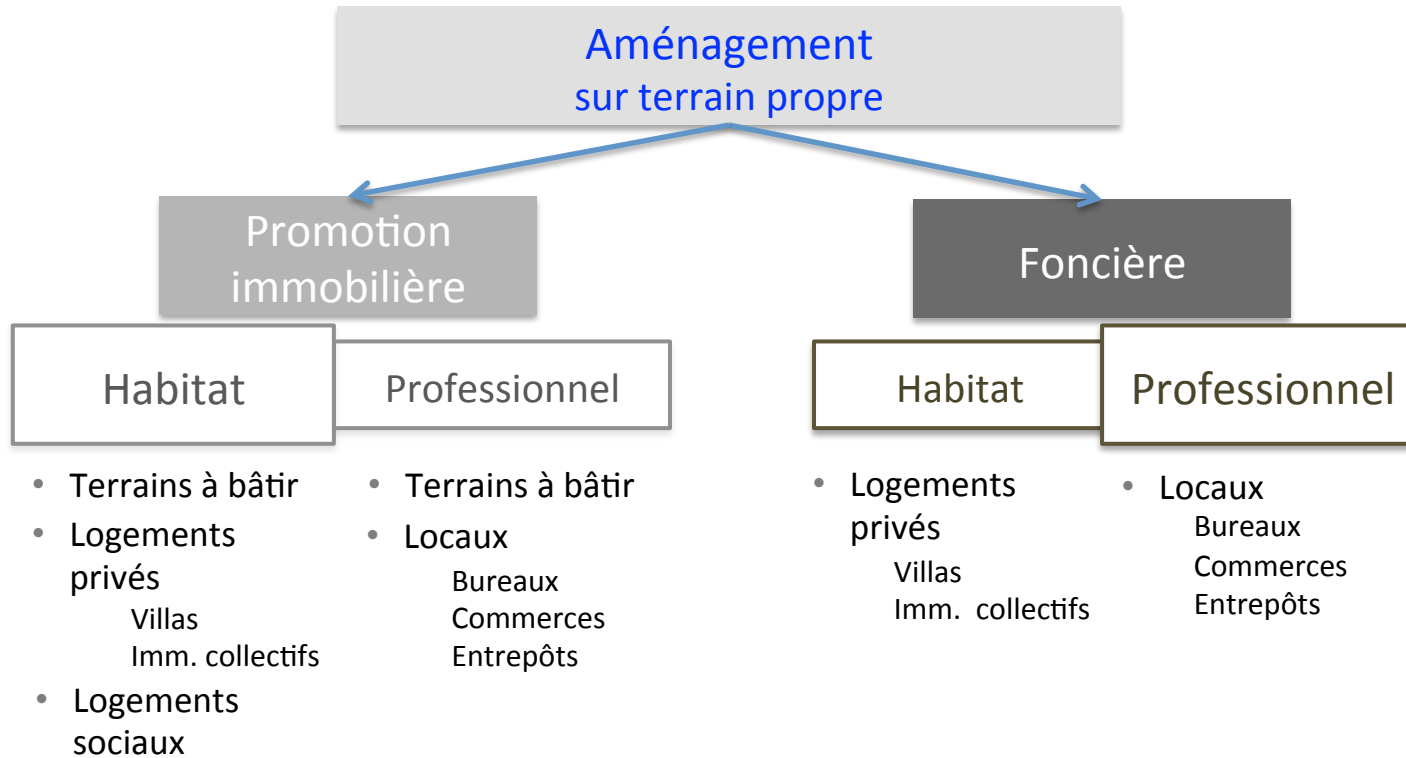 Aménagement
sur terrain propre
Promotion
immobilière
Foncière
Habitat
Professionnel
Habitat
Professionnel
• Terrains à bâtir
• Logements
privés
Villas
Imm. collectifs
• Logements
sociaux
• Terrains à bâtir
• Locaux
Bureaux
Commerces
Entrepôts
• Logements
privés
Villas
Imm. collectifs
• Locaux
Bureaux
Commerces
Entrepôts